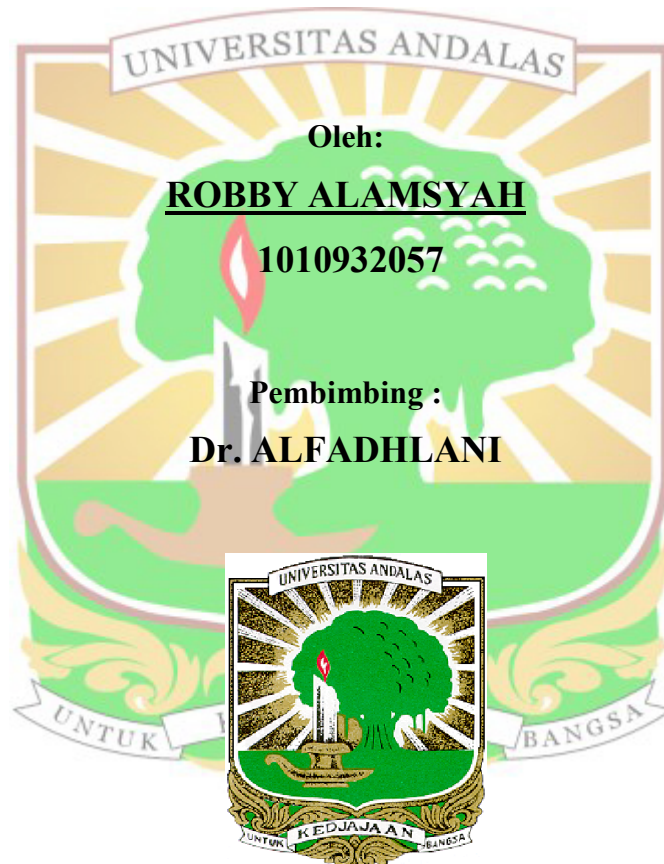 UNIVERSITAS ANDALAS
Oleh:
ROBBY ALAMSYAH
1010932057
Pembimbing :
Dr. ALFADHLANI
UNIVERSITAS ANDALAS
UNTUK KEDJAJAAN BANGSA
UNTUK K BANGSA